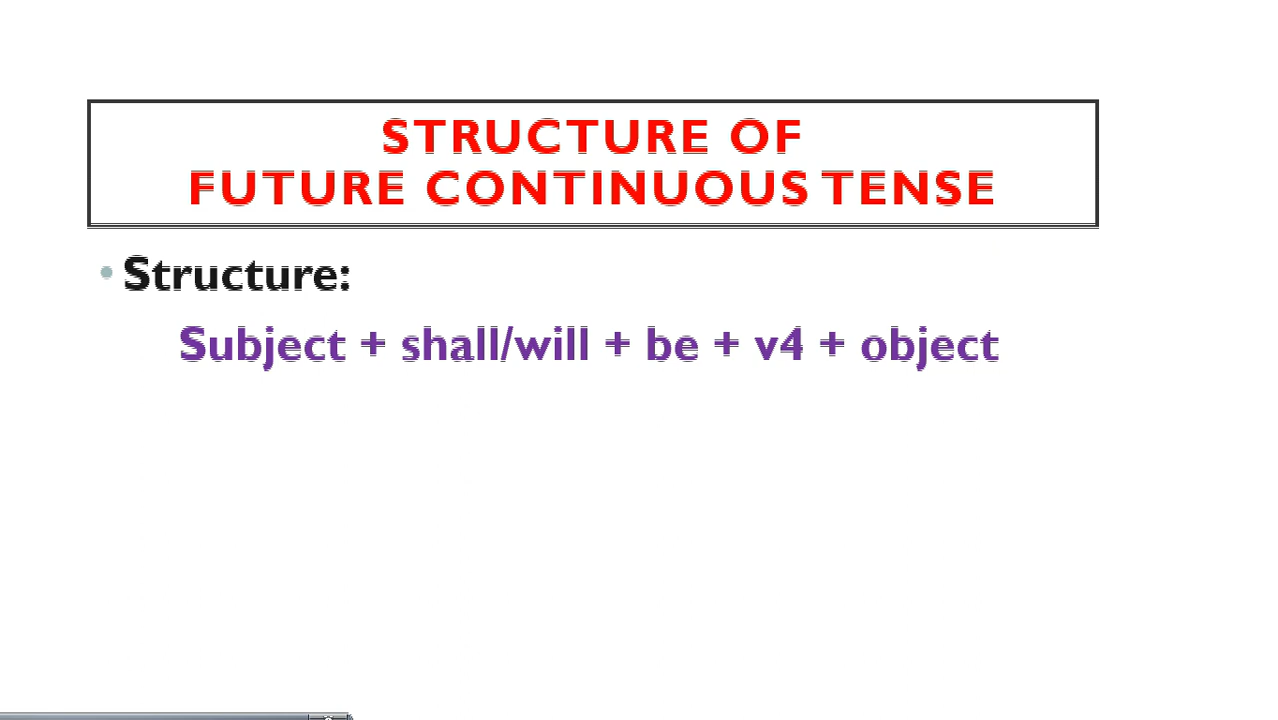 STRUCTURE OF
FUTURE CONTINUOUS TENSE
• Structure:
Subject + shall/will + be + v4 + object